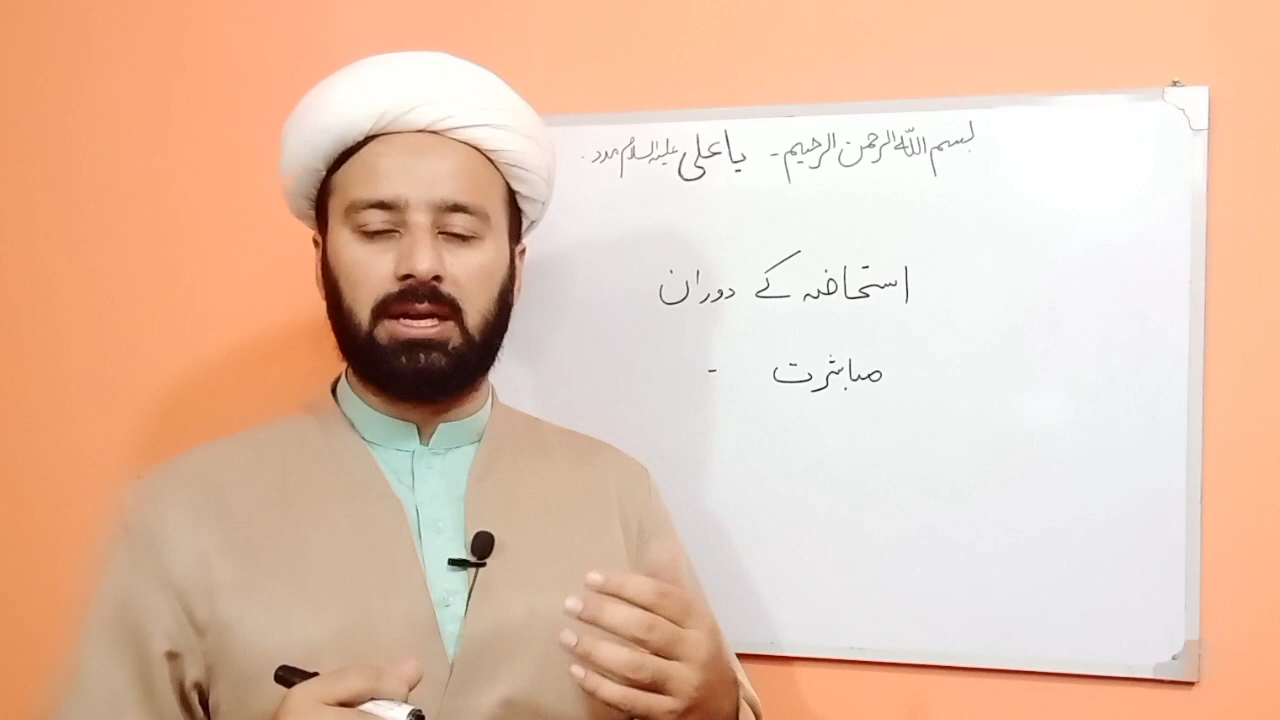 بسم اللہ الرحمن الرحیم۔ یا علی علیہ السلام مدد۔
استحاضہ کے دوران
مباشرت -